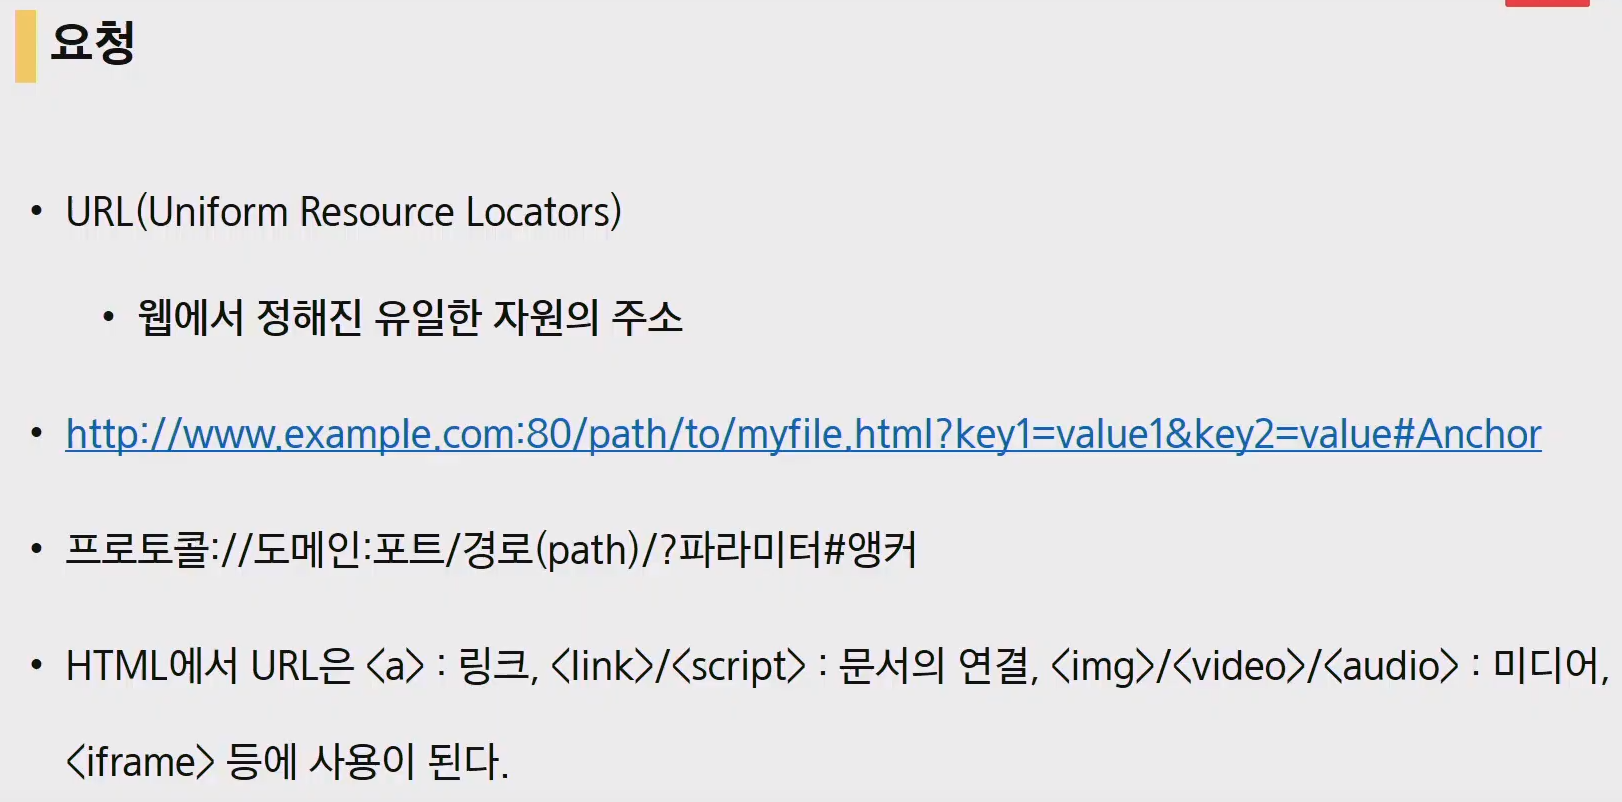 요청
• URL(Uniform Resource Locators)
• 웹에서 정해진 유일한 자원의 주소
• http://www.example.com:80/path/to/myfile.html?key1=value1&key2=value#Anchor
• 프로토콜://도메인:포트/경로(path)/?파라미터#앵커
• HTML에서 URL은 <a> : 링크, <link>/<script> : 문서의 연결, <img>/<video>/<audio> : 미디어,
<iframe> 등에 사용이 된다.